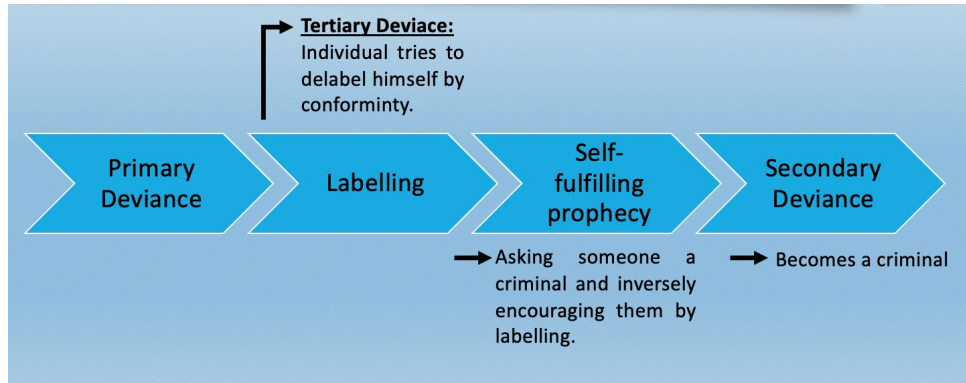 Tertiary Deviace:
Individual tries to
delabel himself by
conforminty.
Primary
Deviance
Labelling
Self-
fulfilling
prophecy
Secondary
Deviance
Asking someone a
criminal and inversely
encouraging them by
labelling.
Becomes a criminal